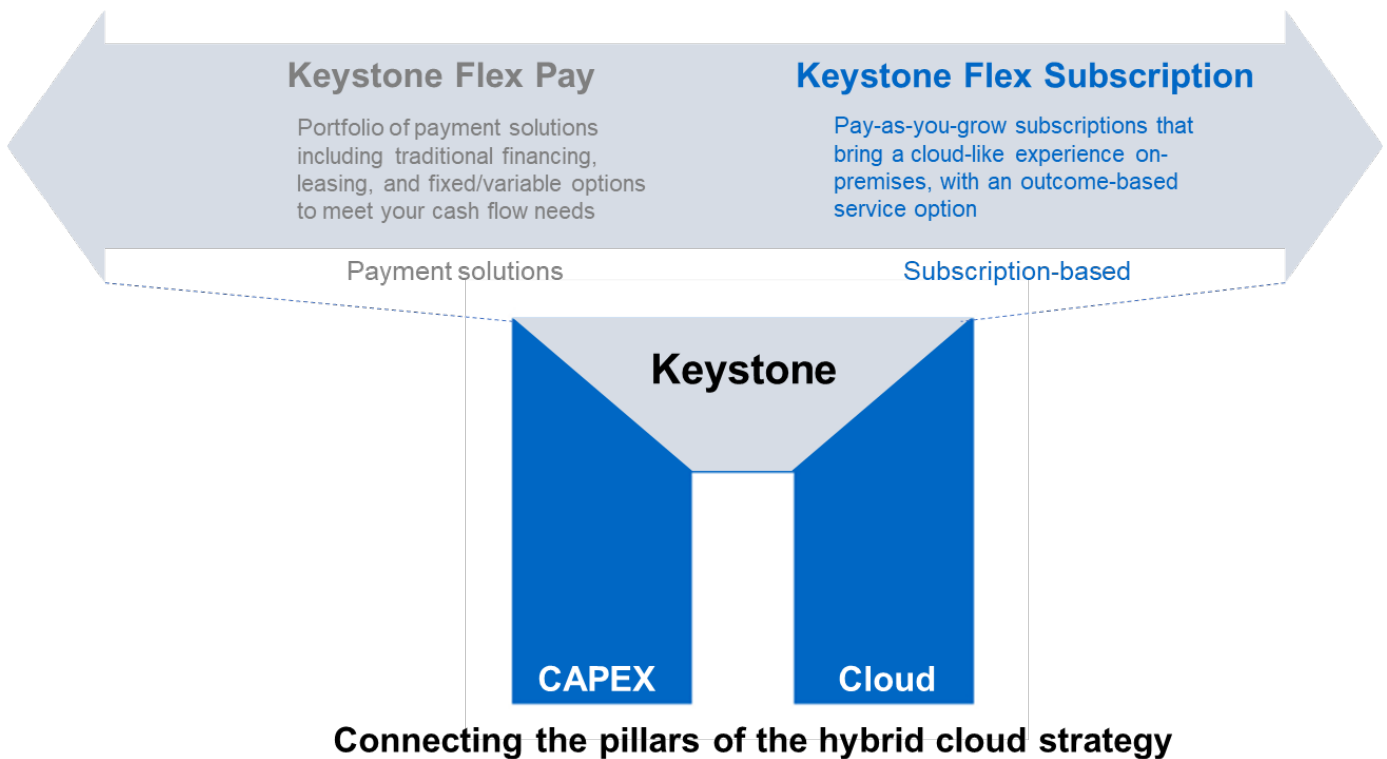 Keystone Flex Pay
Portfolio of payment solutions
including traditional financing,
leasing, and fixed/variable options
to meet your cash flow needs
Payment solutions
Keystone Flex Subscription
Pay-as-you-grow subscriptions that
bring a cloud-like experience on-
premises, with an outcome-based
service option
Subscription-based
Keystone
CAPEX
Cloud
Connecting the pillars of the hybrid cloud strategy